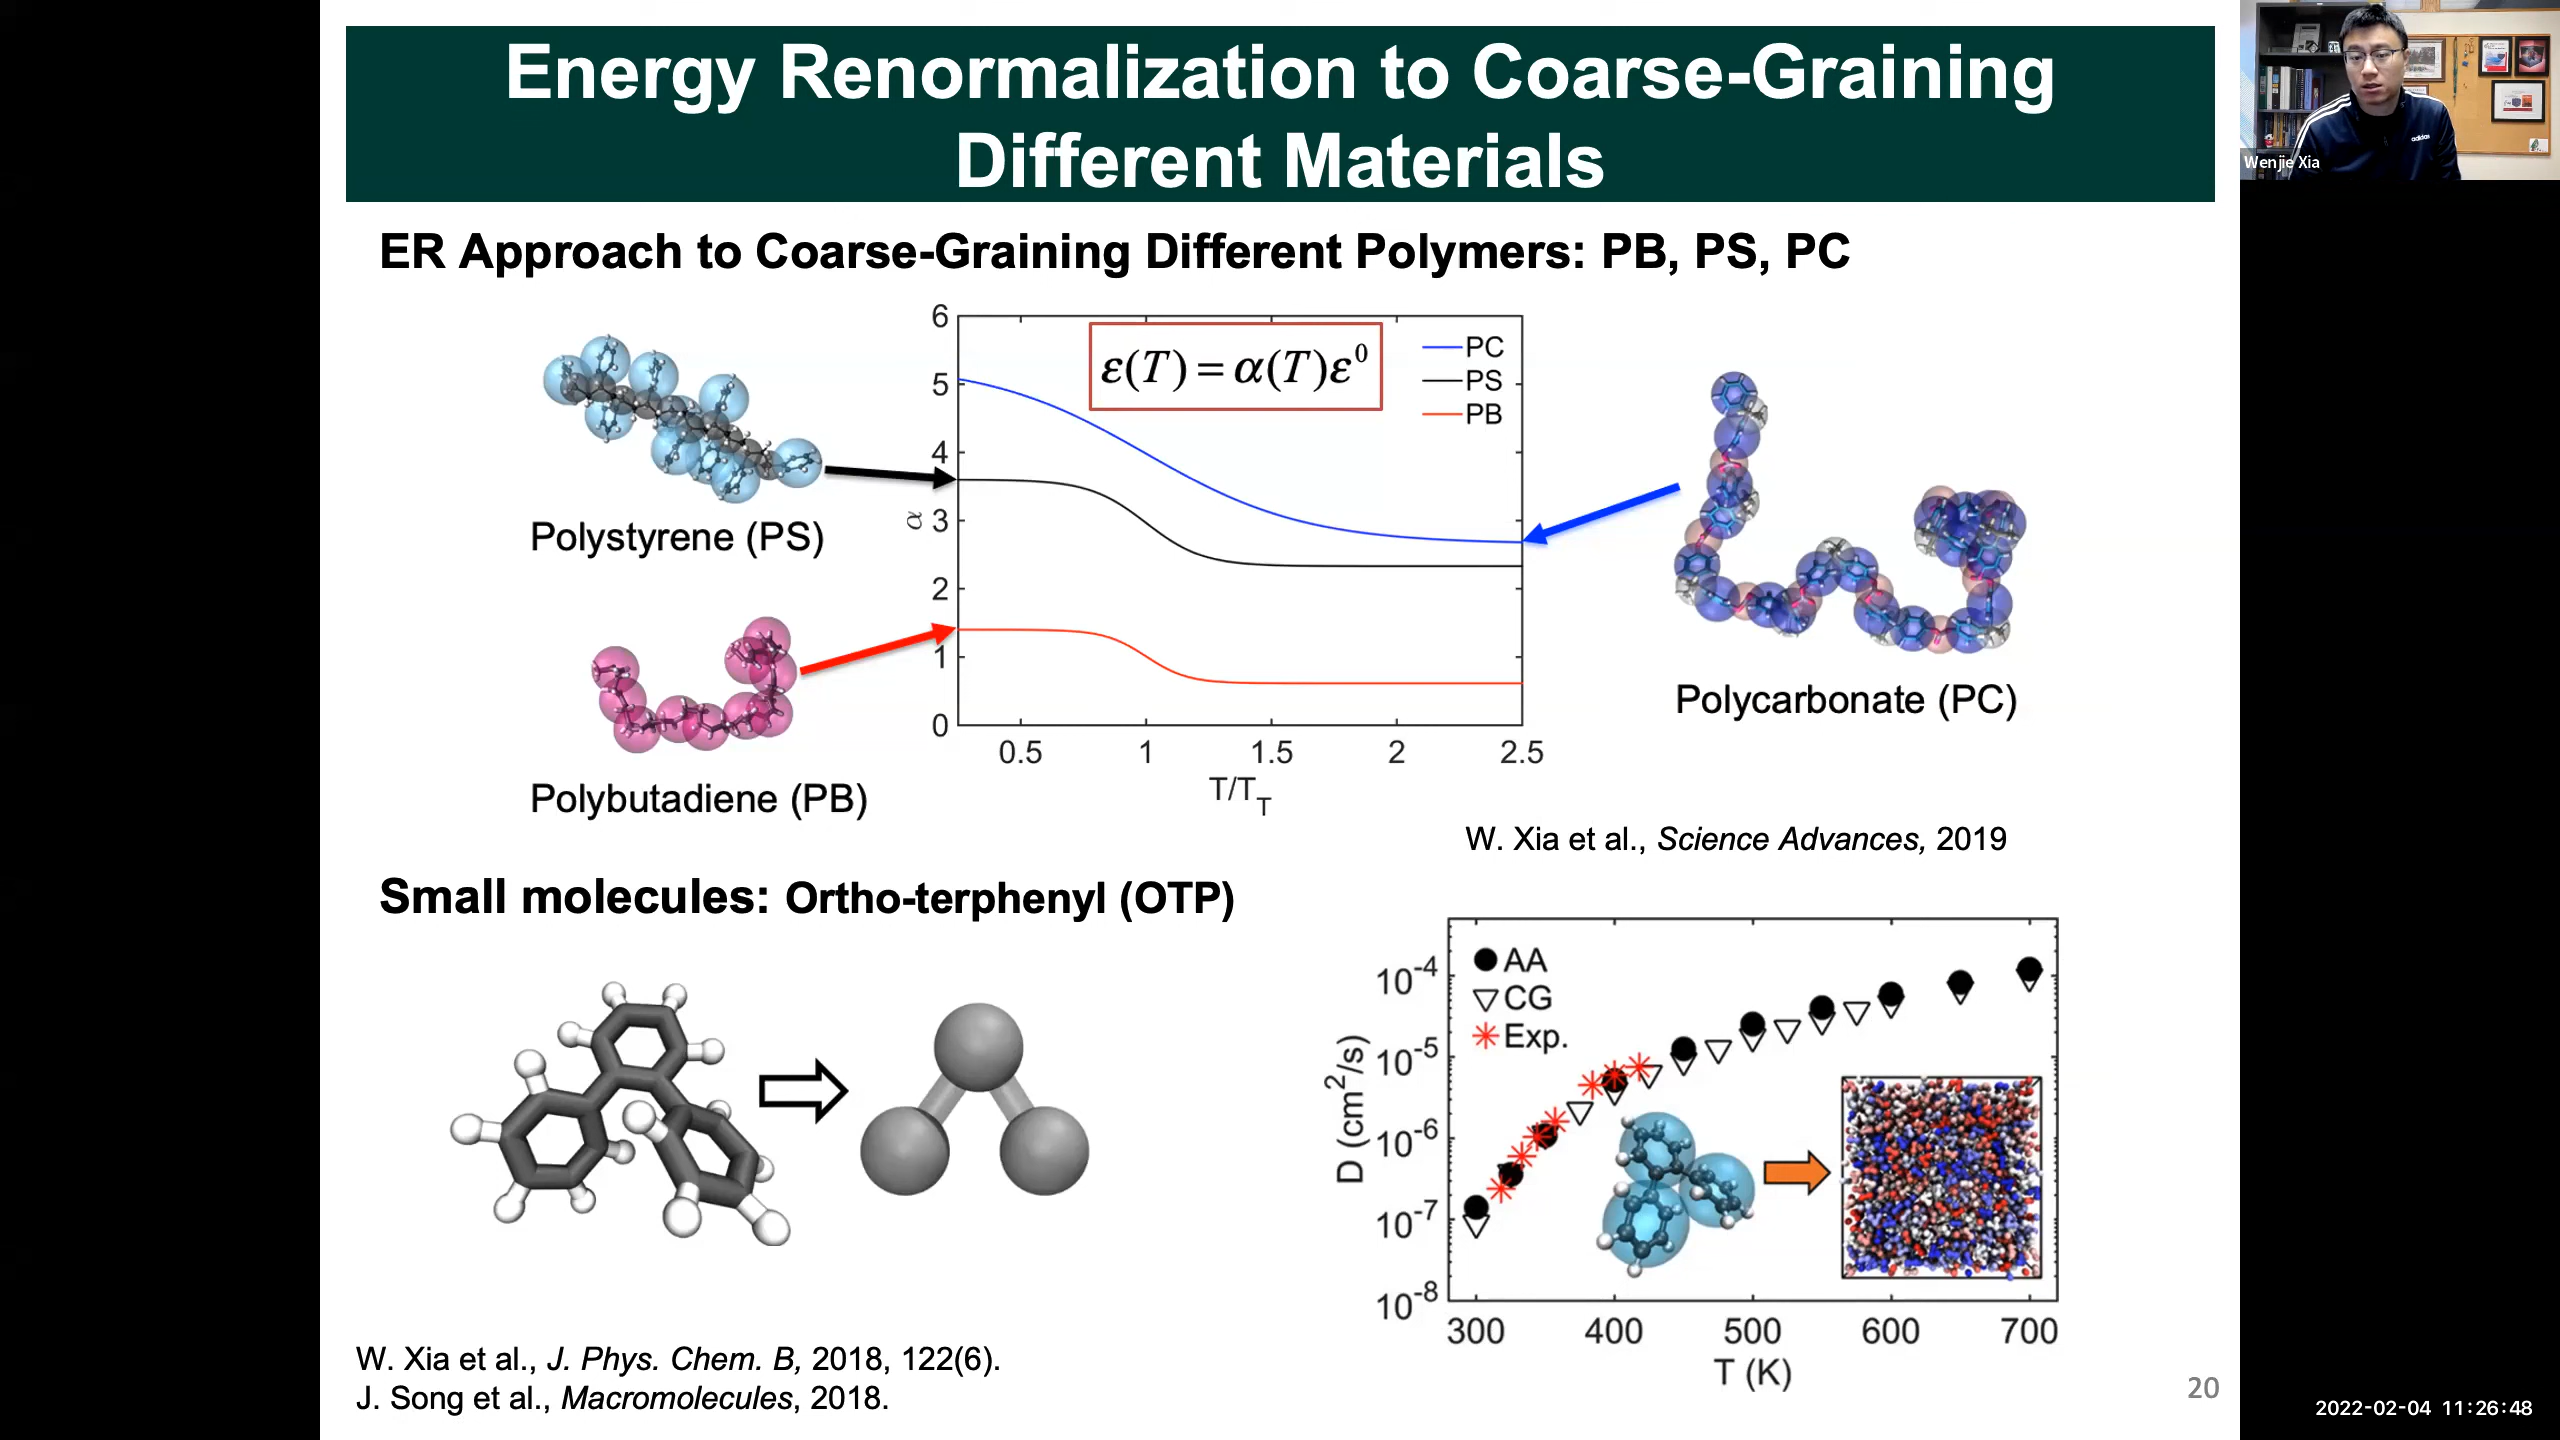 Energy Renormalization to Coarse-Graining
Different Materials
Wenjie Xia
adidas
ER Approach to Coarse-Graining Different Polymers: PB, PS, PC
Polystyrene (PS)
Polybutadiene (PB)
6
5
4
3
2
1
0
α
ε(T) = α(T)ε⁰
PC
PS
PB
0.5 1 1.5 2 2.5
T/T_T
Polycarbonate (PC)
W. Xia et al., Science Advances, 2019
Small molecules: Ortho-terphenyl (OTP)
AA
CG
Exp.
10⁻⁴
10⁻⁵
10⁻⁶
10⁻⁷
10⁻⁸
D (cm²/s)
300 400 500 600 700
T (K)
W. Xia et al., J. Phys. Chem. B, 2018, 122(6).
J. Song et al., Macromolecules, 2018.
20
2022-02-04 11:26:48